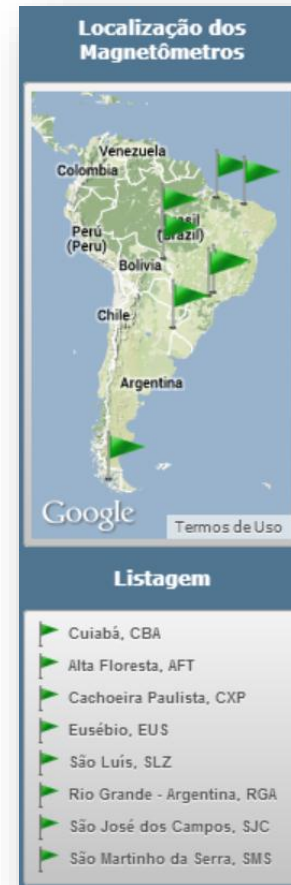 Localização dos
Magnetômetros
Venezuela
Colombia
Perú
(Peru)
Bolivia
Chile
Argentina
Google
Termos de Uso
Listagem
Cuiabá, CBA
Alta Floresta, AFT
Cachoeira Paulista, CXP
Eusébio, EUS
São Luís, SLZ
Rio Grande - Argentina, RGA
São José dos Campos, SJC
São Martinho da Serra, SMS